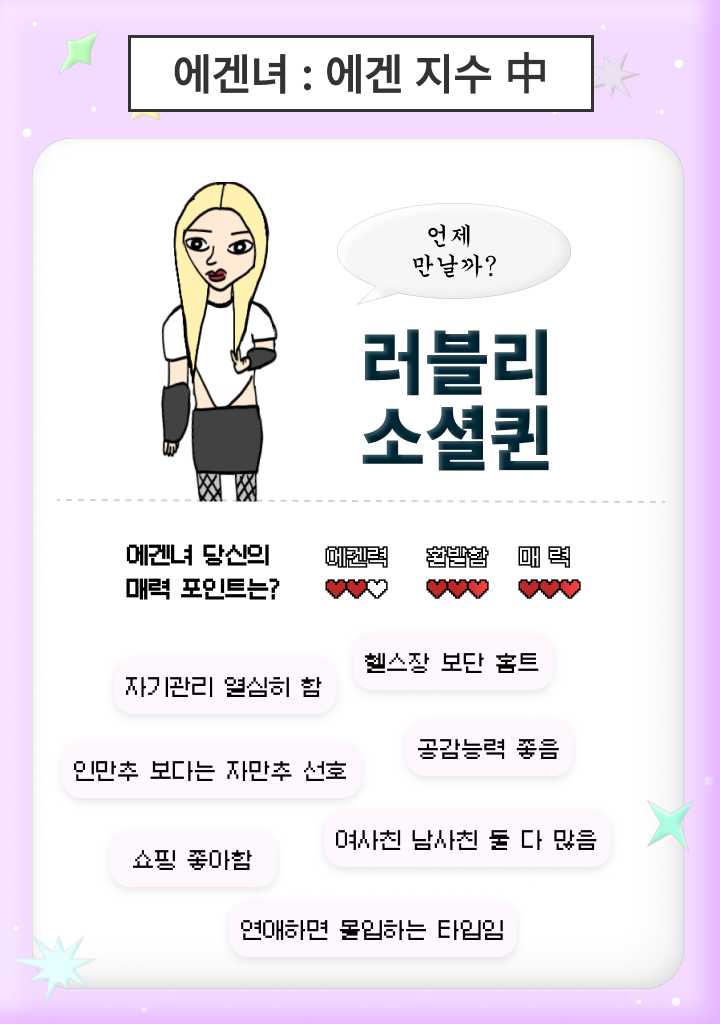 에겐녀 : 에겐 지수 中
언제
만날까?
러블리
소셜퀸
에겐녀 당신의
매력 포인트는?
에겐력
활발함
매 력
헬스장 보단 홈트
자기관리 열심히 함
공감능력 좋음
인만추 보다는 자만추 선호
여사친 남사친 둘 다 많음
쇼핑 좋아함
연애하면 몰입하는 타입임